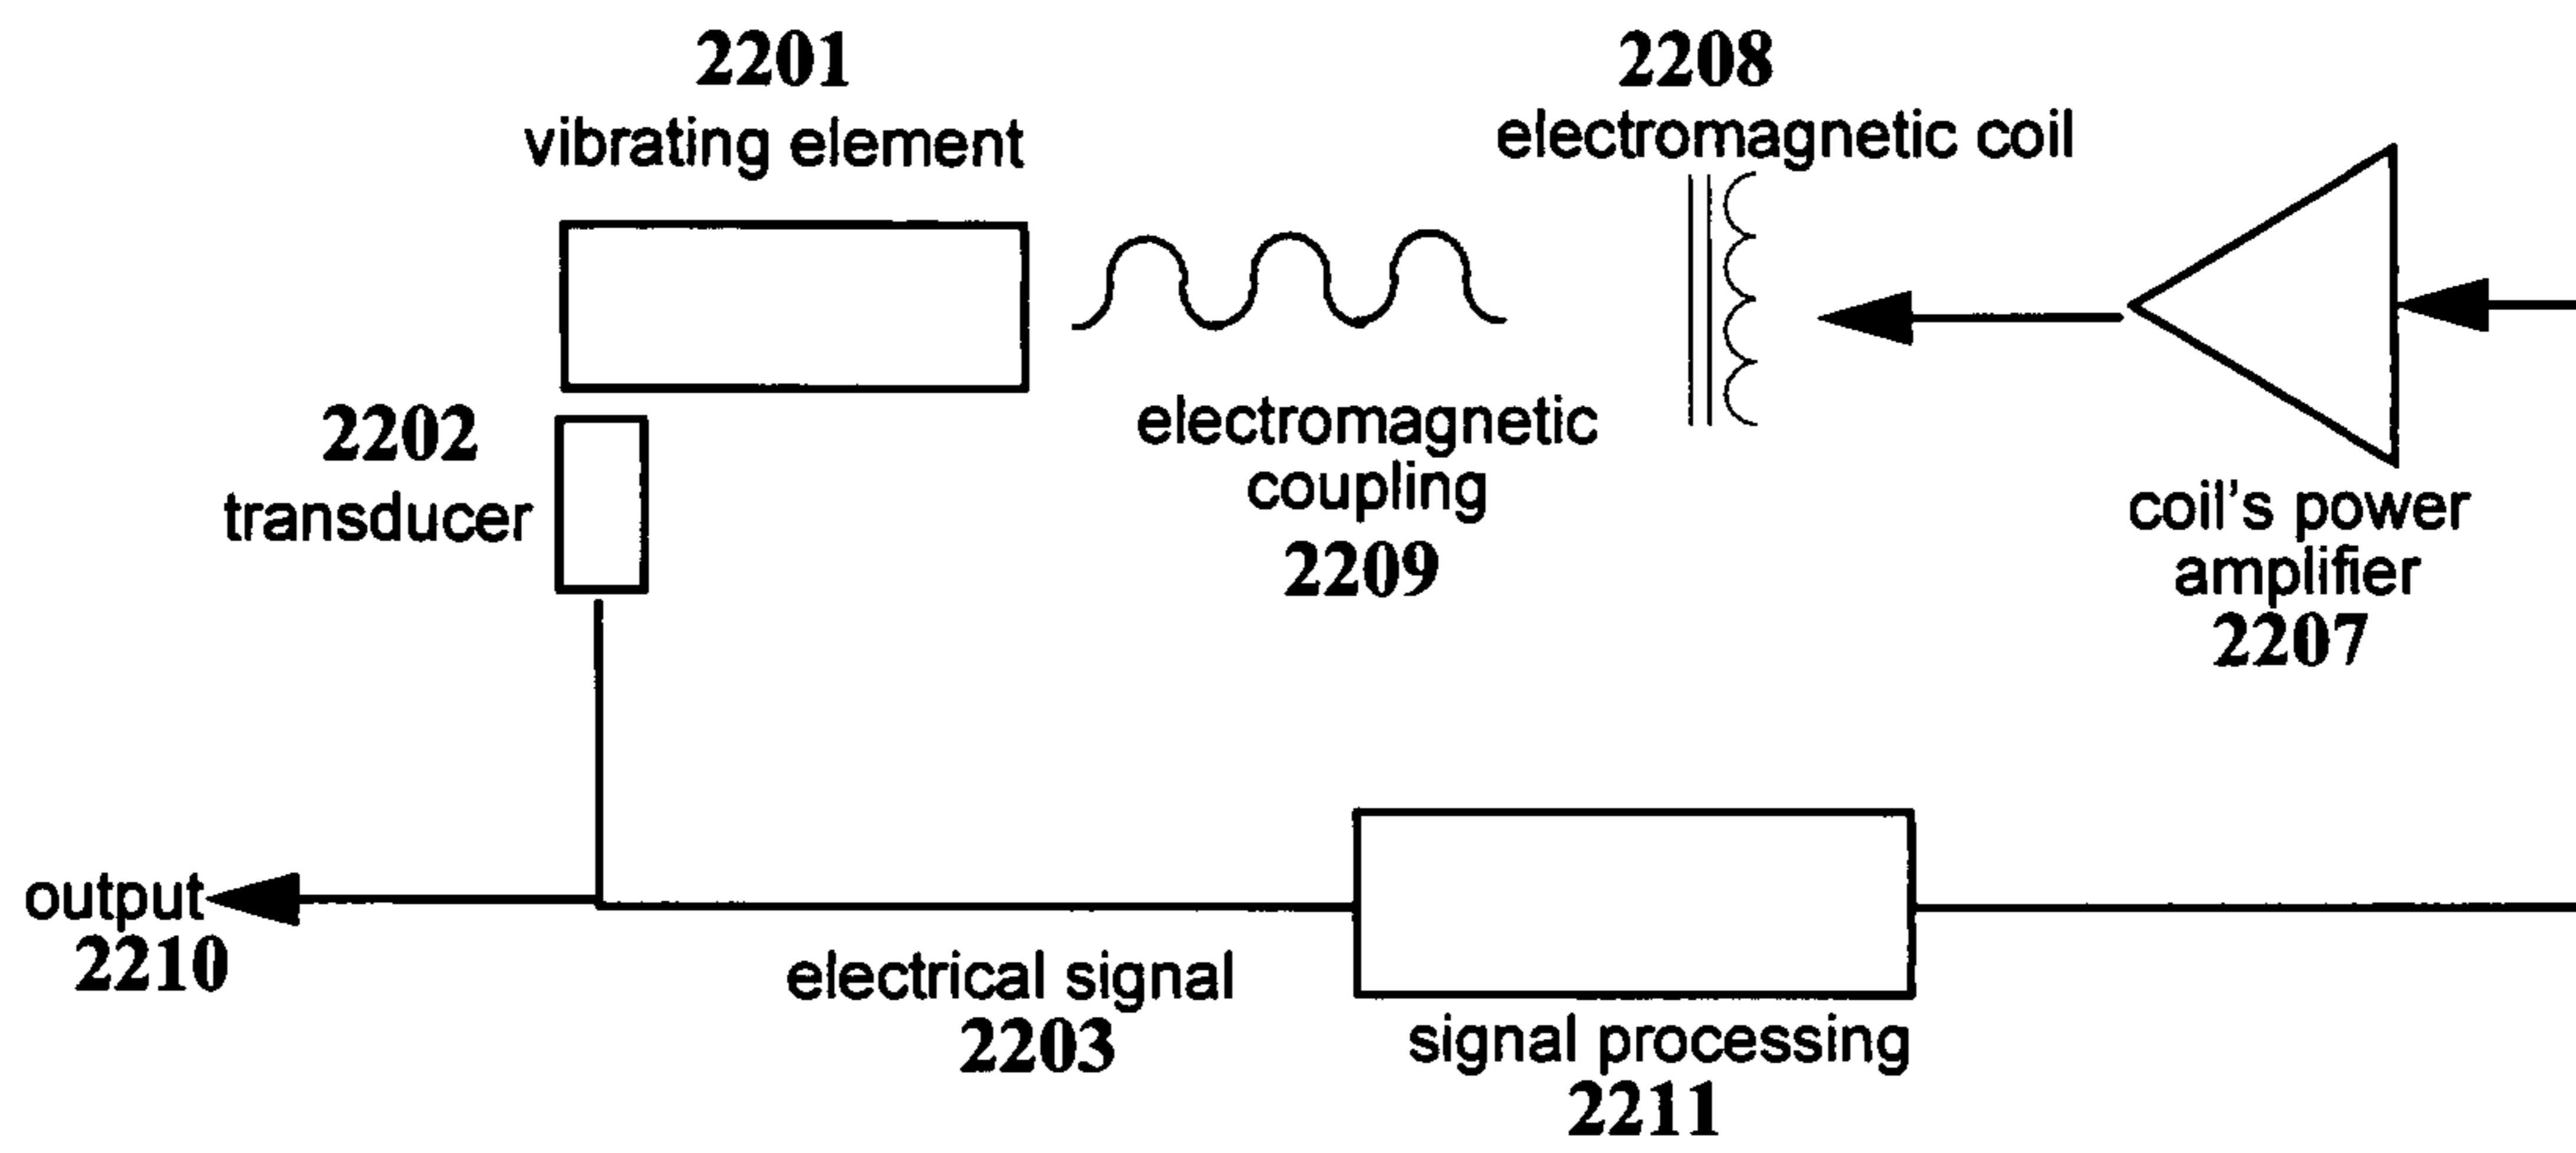 2201
vibrating element
2208
electromagnetic coil
2202
transducer
electromagnetic
coupling
2209
coil's power
amplifier
2207
output
2210
electrical signal
2203
signal processing
2211